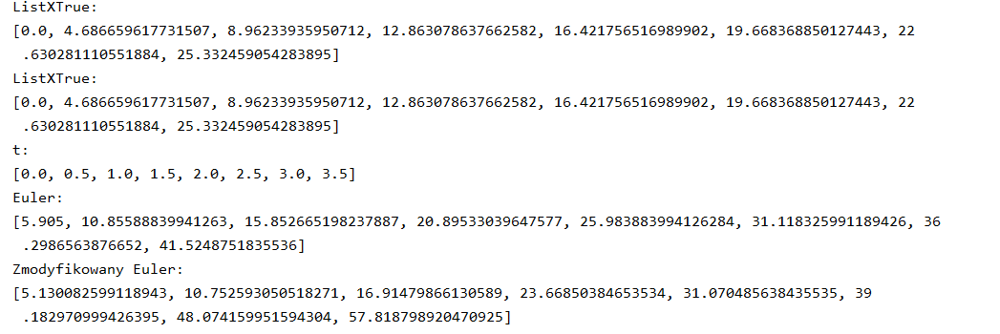 ListXTrue:
[0.0, 4.686659617731507, 8.96233935950712, 12.863078637662582, 16.421756516989902, 19.668368850127443, 22
.630281110551884, 25.332459054283895]
ListXTrue:
[0.0, 4.686659617731507, 8.96233935950712, 12.863078637662582, 16.421756516989902, 19.668368850127443, 22
.630281110551884, 25.332459054283895]
t:
[0.0, 0.5, 1.0, 1.5, 2.0, 2.5, 3.0, 3.5]
Euler:
[5.905, 10.85588839941263, 15.852665198237887, 20.89533039647577, 25.983883994126284, 31.118325991189426, 36
.2986563876652, 41.5248751835536]
Zmodyfikowany Euler:
[5.130082599118943, 10.752593050518271, 16.91479866130589, 23.66850384653534, 31.070485638435535, 39
.182970999426395, 48.074159951594304, 57.818798920470925]